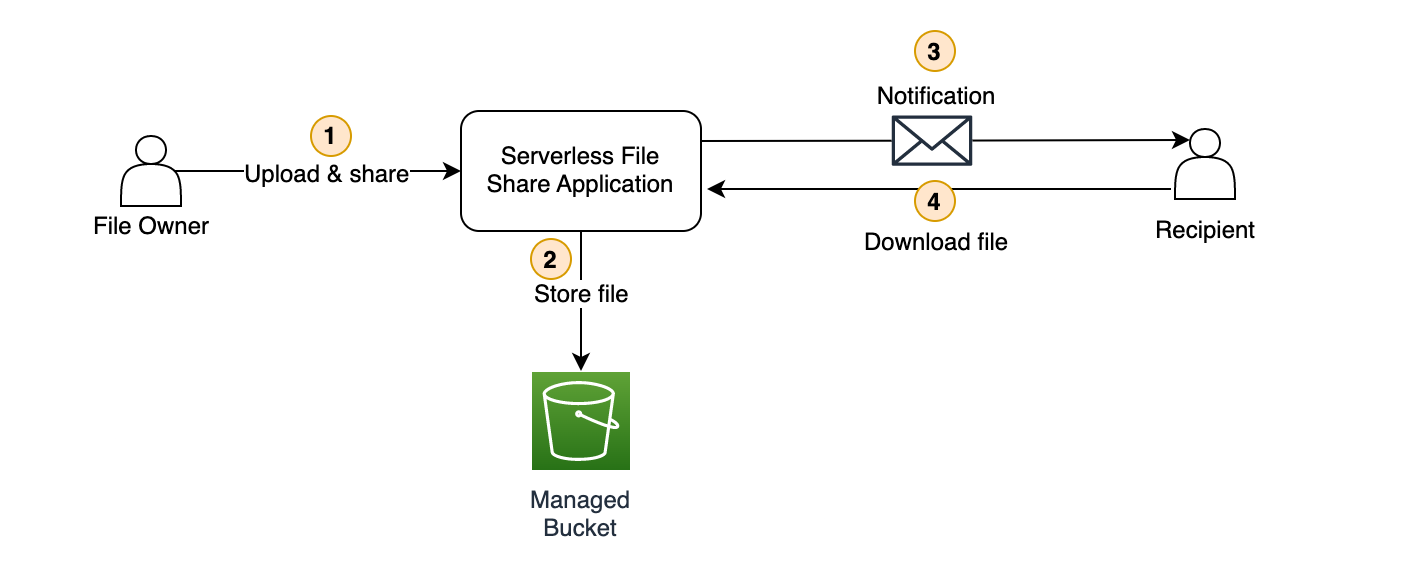 3
Notification
1
Upload & share
Serverless File
Share Application
File Owner
4
Download file
Recipient
2
Store file
Managed
Bucket